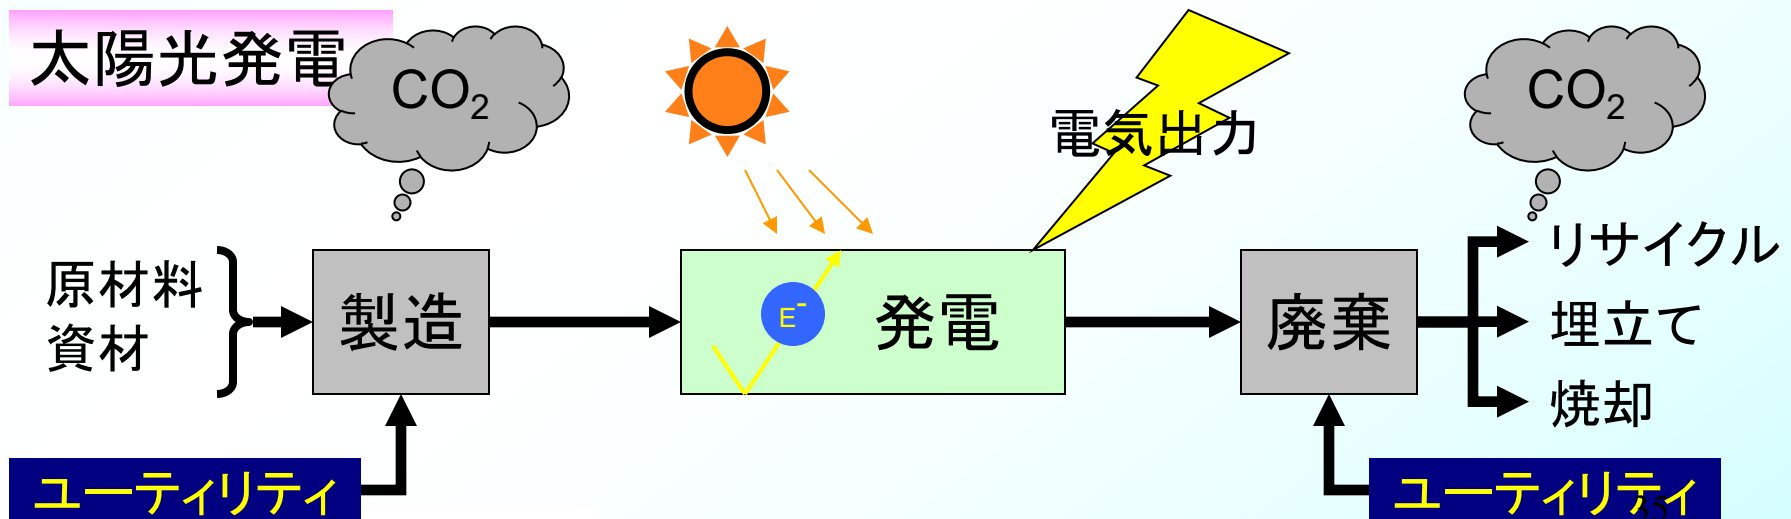 太陽光発電
CO2
CO2
電気出力
原材料
資材
製造
E-
発電
廃棄
リサイクル
埋立て
焼却
ユーティリティ
ユーティリティ
35